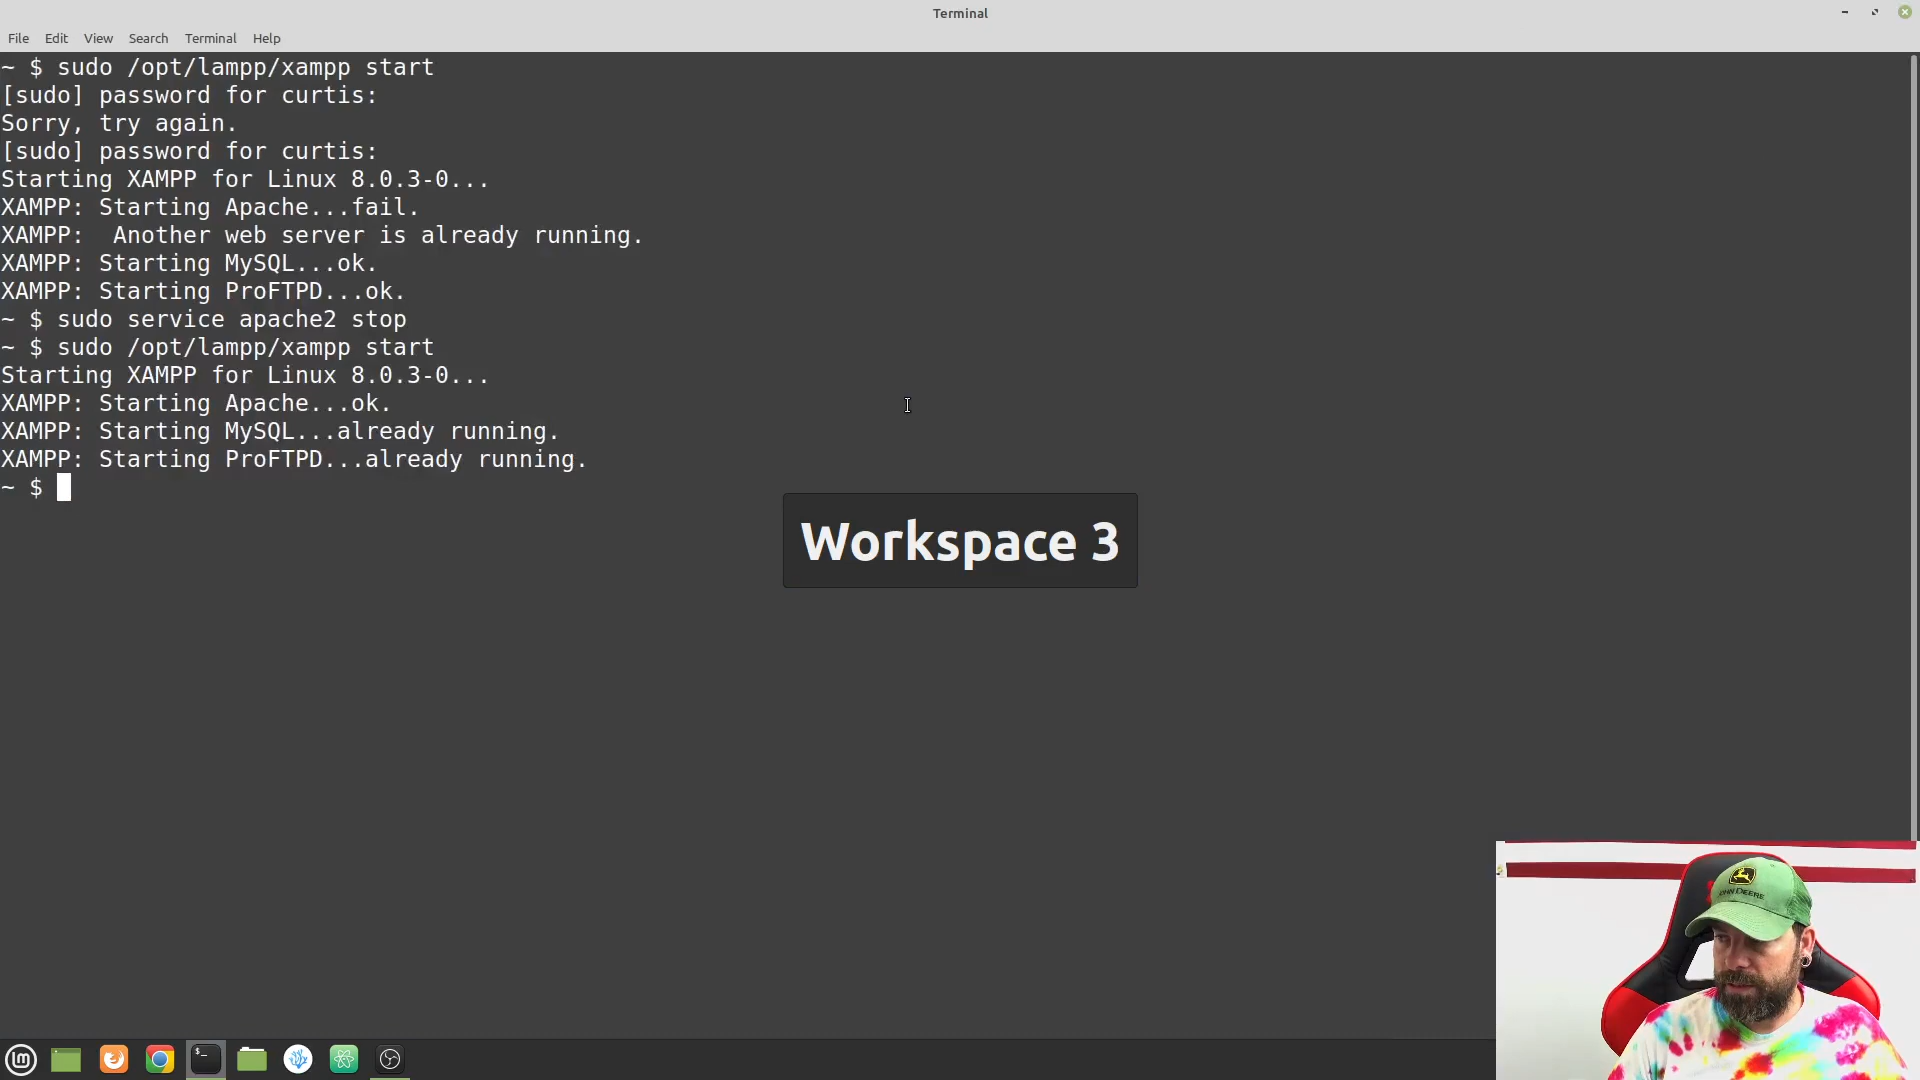 Terminal
File Edit View Search Terminal Help
~ $ sudo /opt/lampp/xampp start
[sudo] password for curtis:
Sorry, try again.
[sudo] password for curtis:
Starting XAMPP for Linux 8.0.3-0...
XAMPP: Starting Apache...fail.
XAMPP:  Another web server is already running.
XAMPP: Starting MySQL...ok.
XAMPP: Starting ProFTPD...ok.
~ $ sudo service apache2 stop
~ $ sudo /opt/lampp/xampp start
Starting XAMPP for Linux 8.0.3-0...
XAMPP: Starting Apache...ok.
XAMPP: Starting MySQL...already running.
XAMPP: Starting ProFTPD...already running.
~ $
Workspace 3
JOHN DEERE